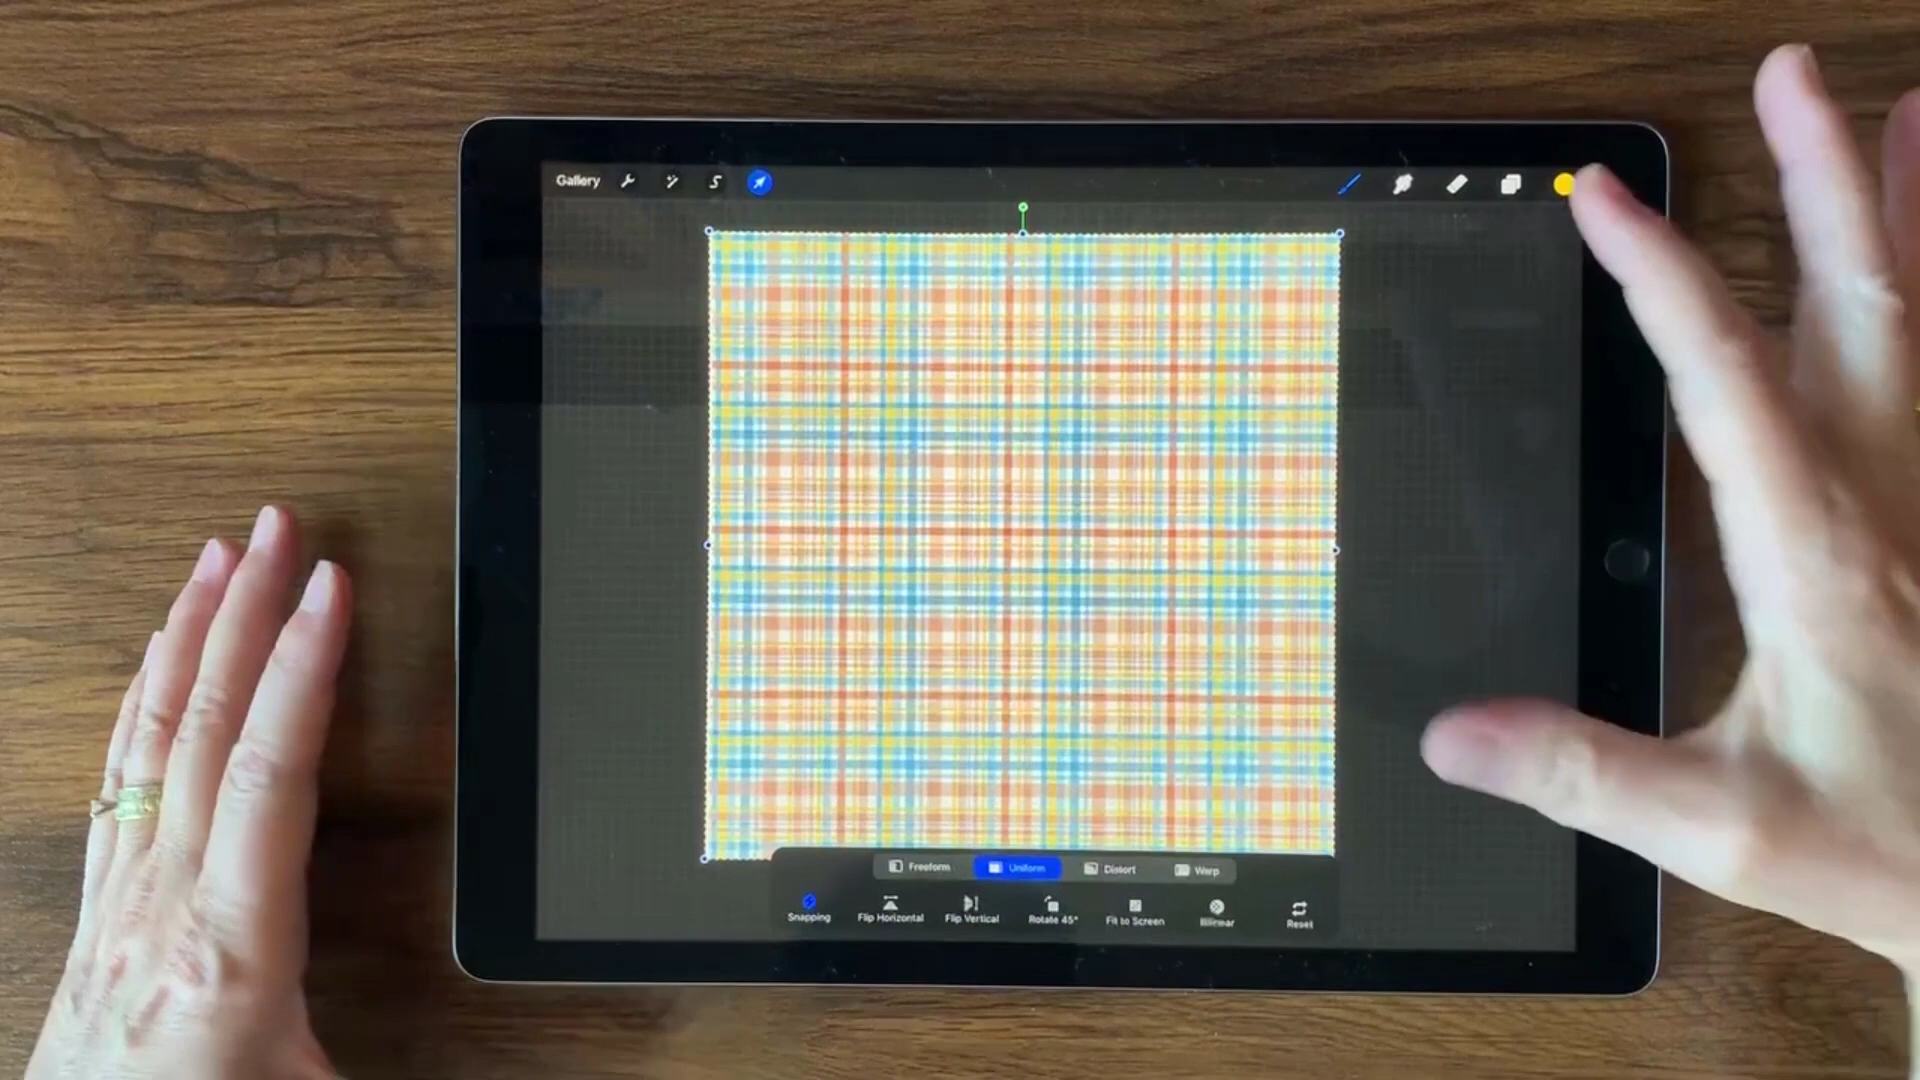 Gallery
Freeform Uniform Distort Warp
Snapping Flip Horizontal Flip Vertical Rotate 45° Fit to Screen Bilinear Reset